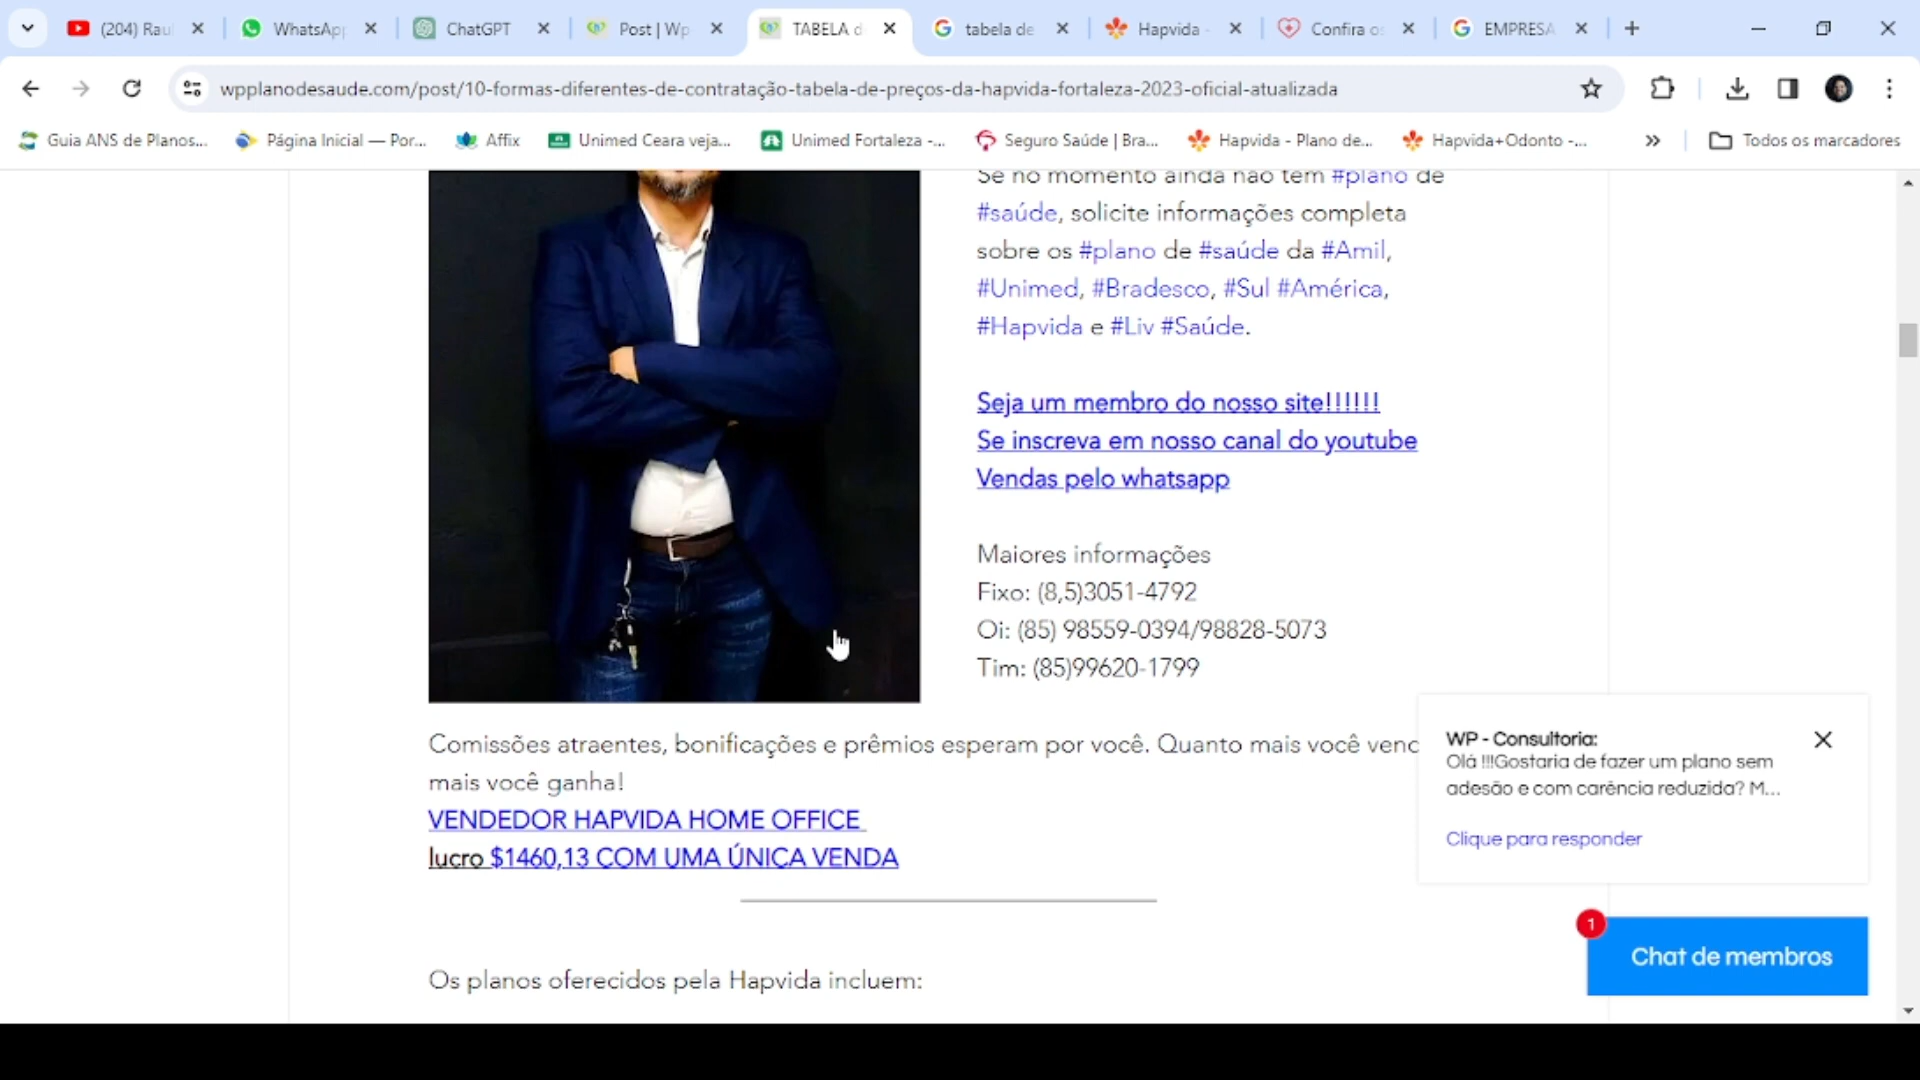 (204) Rau
WhatsApp
ChatGPT
Post | Wp
TABELA d
tabela de
Hapvida -
Confira o
EMPRESA
wpplanodesaude.com/post/10-formas-diferentes-de-contratação-tabela-de-preços-da-hapvida-fortaleza-2023-oficial-atualizada
Guia ANS de Planos...
Página Inicial — Por...
Affix
Unimed Ceara veja...
Unimed Fortaleza -...
Seguro Saúde | Bra...
Hapvida - Plano de...
Hapvida+Odonto -...
»
Todos os marcadores
Se no momento ainda não tem #plano de
#saúde, solicite informações completa
sobre os #plano de #saúde da #Amil,
#Unimed, #Bradesco, #Sul #América,
#Hapvida e #Liv #Saúde.
Seja um membro do nosso site!!!!!!
Se inscreva em nosso canal do youtube
Vendas pelo whatsapp
Maiores informações
Fixo: (8,5)3051-4792
Oi: (85) 98559-0394/98828-5073
Tim: (85)99620-1799
Comissões atraentes, bonificações e prêmios esperam por você. Quanto mais você venc
mais você ganha!
VENDEDOR HAPVIDA HOME OFFICE
lucro $1460,13 COM UMA ÚNICA VENDA
Os planos oferecidos pela Hapvida incluem:
WP - Consultoria:
Olá !!!Gostaria de fazer um plano sem
adesão e com carência reduzida? M...
Clique para responder
1
Chat de membros